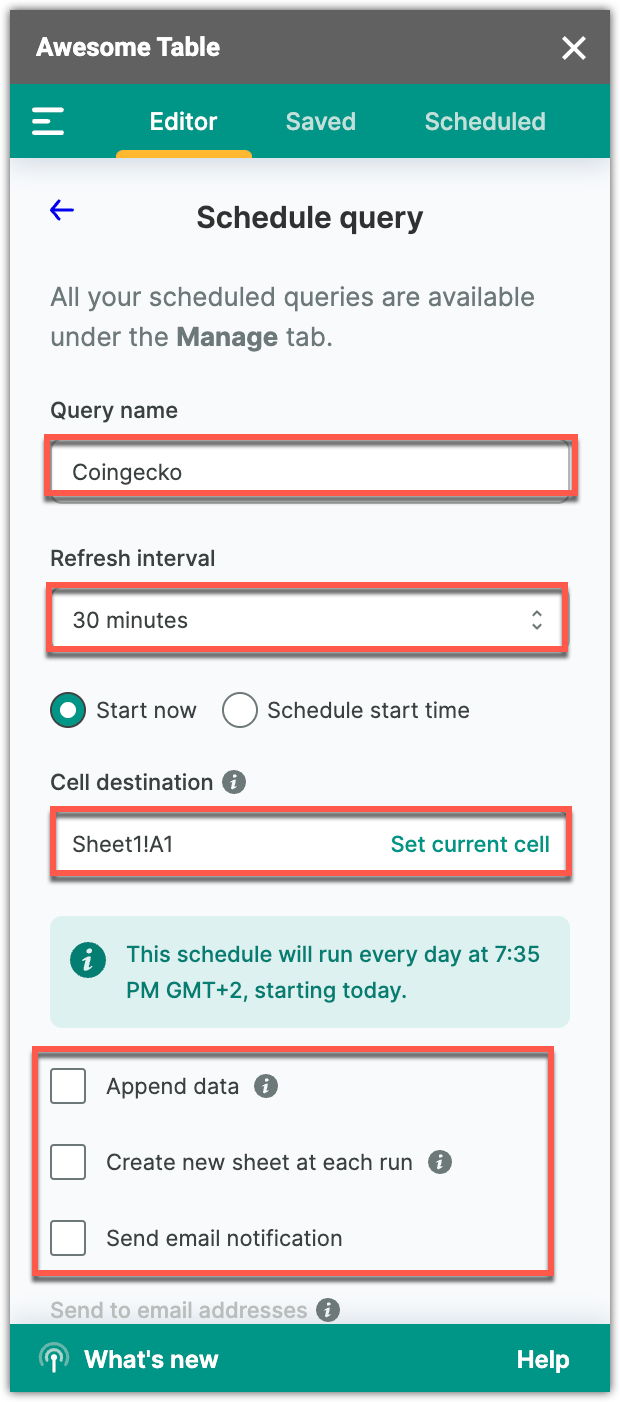 Awesome Table
Editor Saved Scheduled
Schedule query
All your scheduled queries are available
under the Manage tab.
Query name
Coingecko
Refresh interval
30 minutes
Start now Schedule start time
Cell destination
Sheet1!A1 Set current cell
This schedule will run every day at 7:35
PM GMT+2, starting today.
Append data
Create new sheet at each run
Send email notification
Send to email addresses
What's new Help